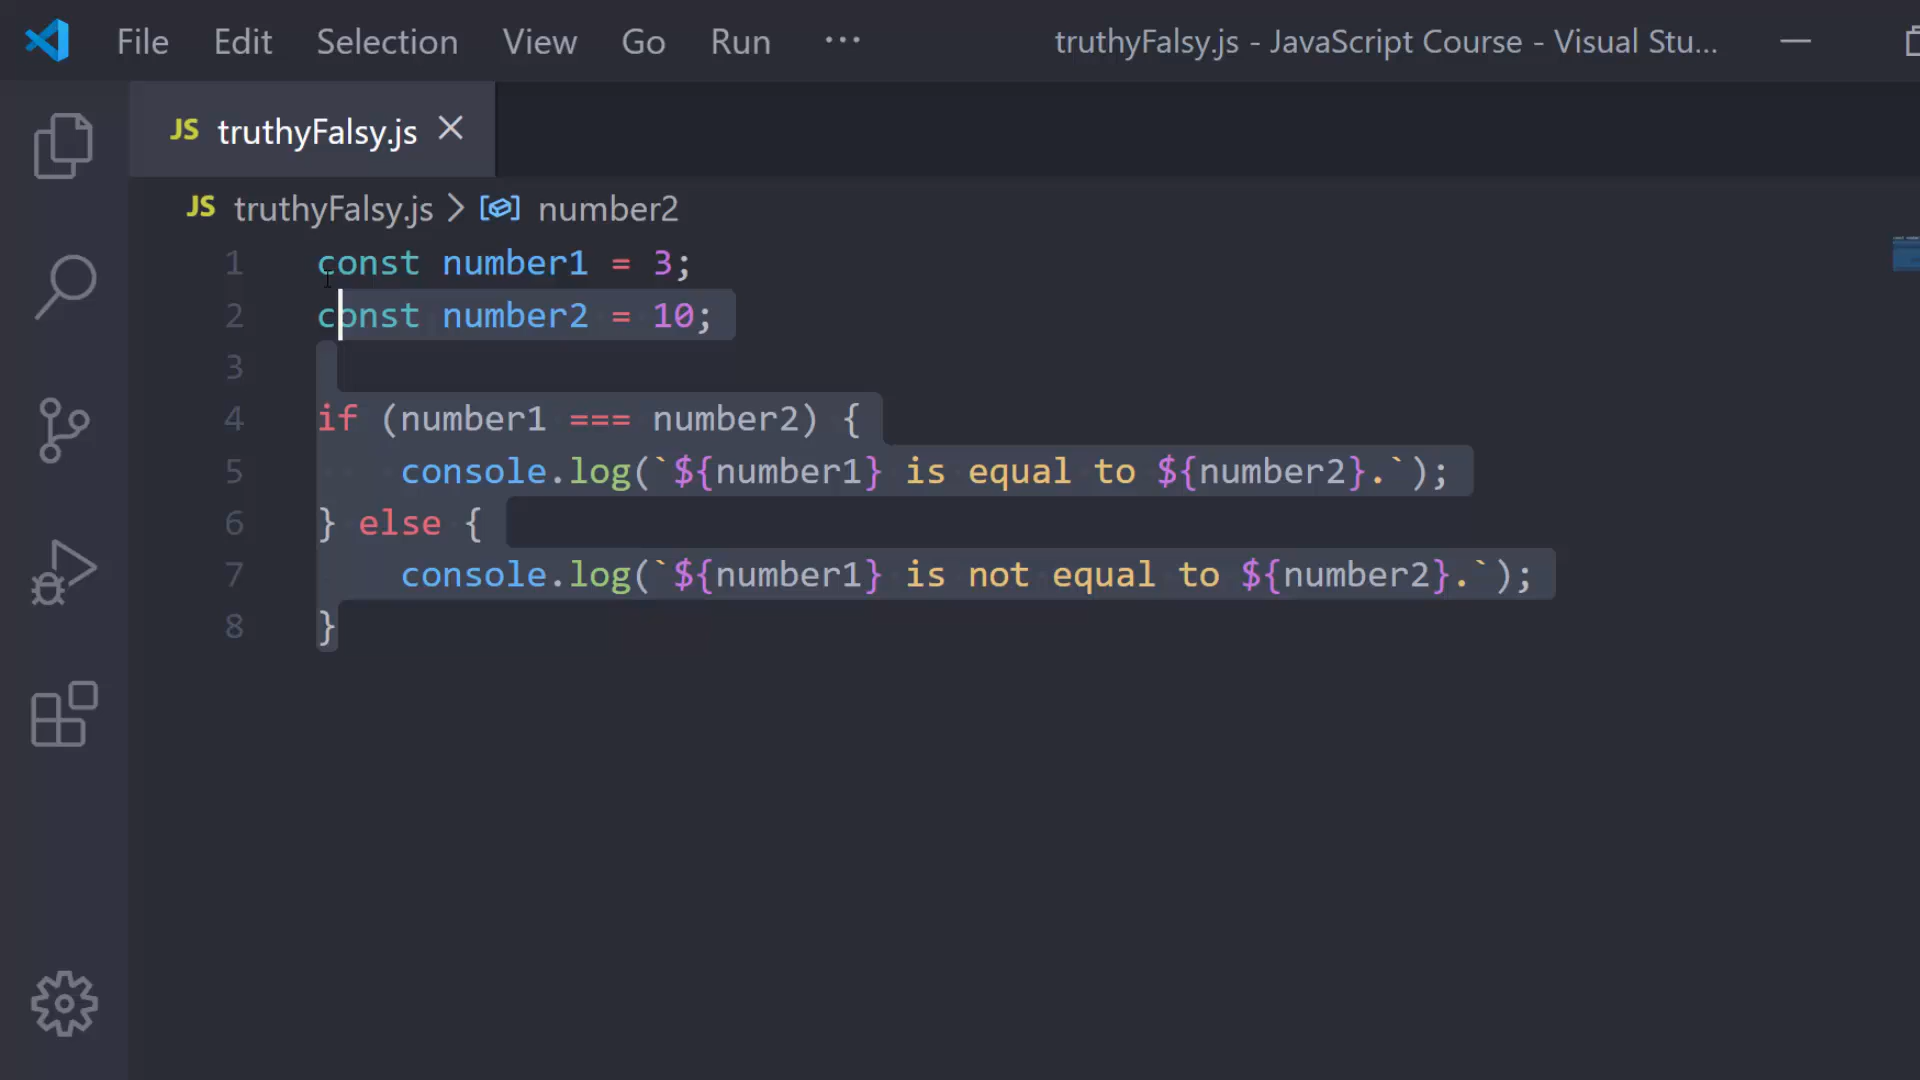 File Edit Selection View Go Run ··· truthyFalsy.js - JavaScript Course - Visual Stu...
JS truthyFalsy.js
JS truthyFalsy.js > number2
1 const number1 = 3;
2 const number2 = 10;
3
4 if (number1 === number2) {
5     console.log(`${number1} is equal to ${number2}.`);
6 } else {
7     console.log(`${number1} is not equal to ${number2}.`);
8 }